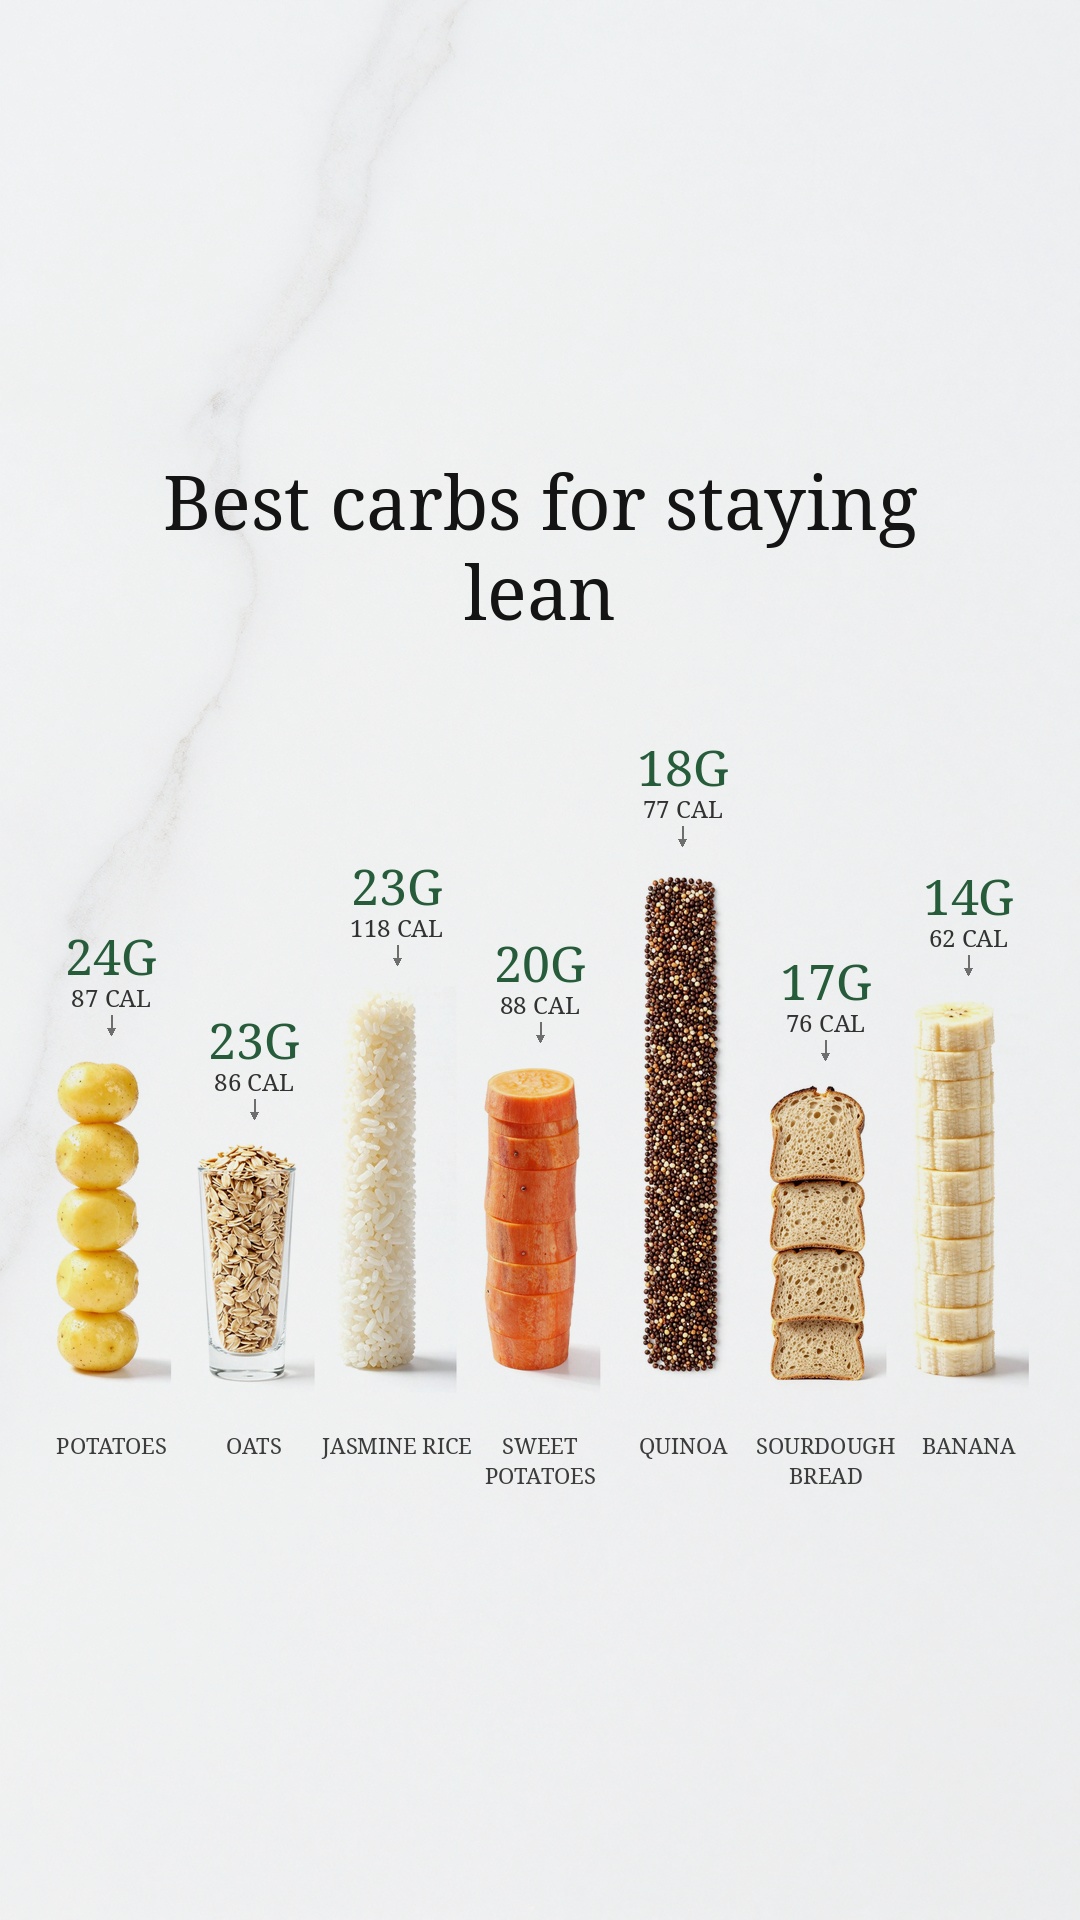 Best carbs for staying
lean
18G
77 CAL
23G
118 CAL
14G
62 CAL
24G
87 CAL
20G
88 CAL
17G
76 CAL
23G
86 CAL
POTATOES
OATS
JASMINE RICE
SWEET
POTATOES
QUINOA
SOURDOUGH
BREAD
BANANA